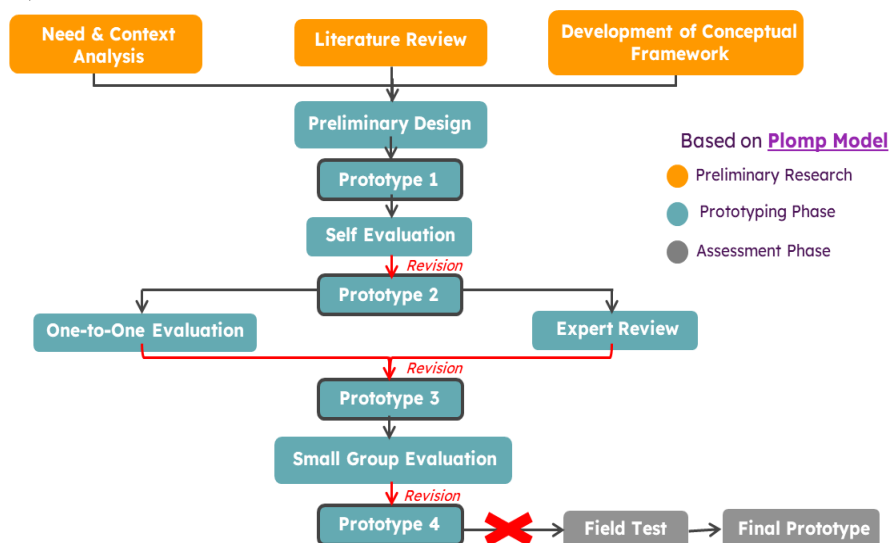 Need & Context
Analysis
Literature Review
Development of Conceptual
Framework
Preliminary Design
Based on Plomp Model
Prototype 1
Preliminary Research
Prototyping Phase
Self Evaluation
Assessment Phase
Revision
Prototype 2
One-to-One Evaluation
Expert Review
Revision
Prototype 3
Small Group Evaluation
Revision
Prototype 4
Field Test
Final Prototype